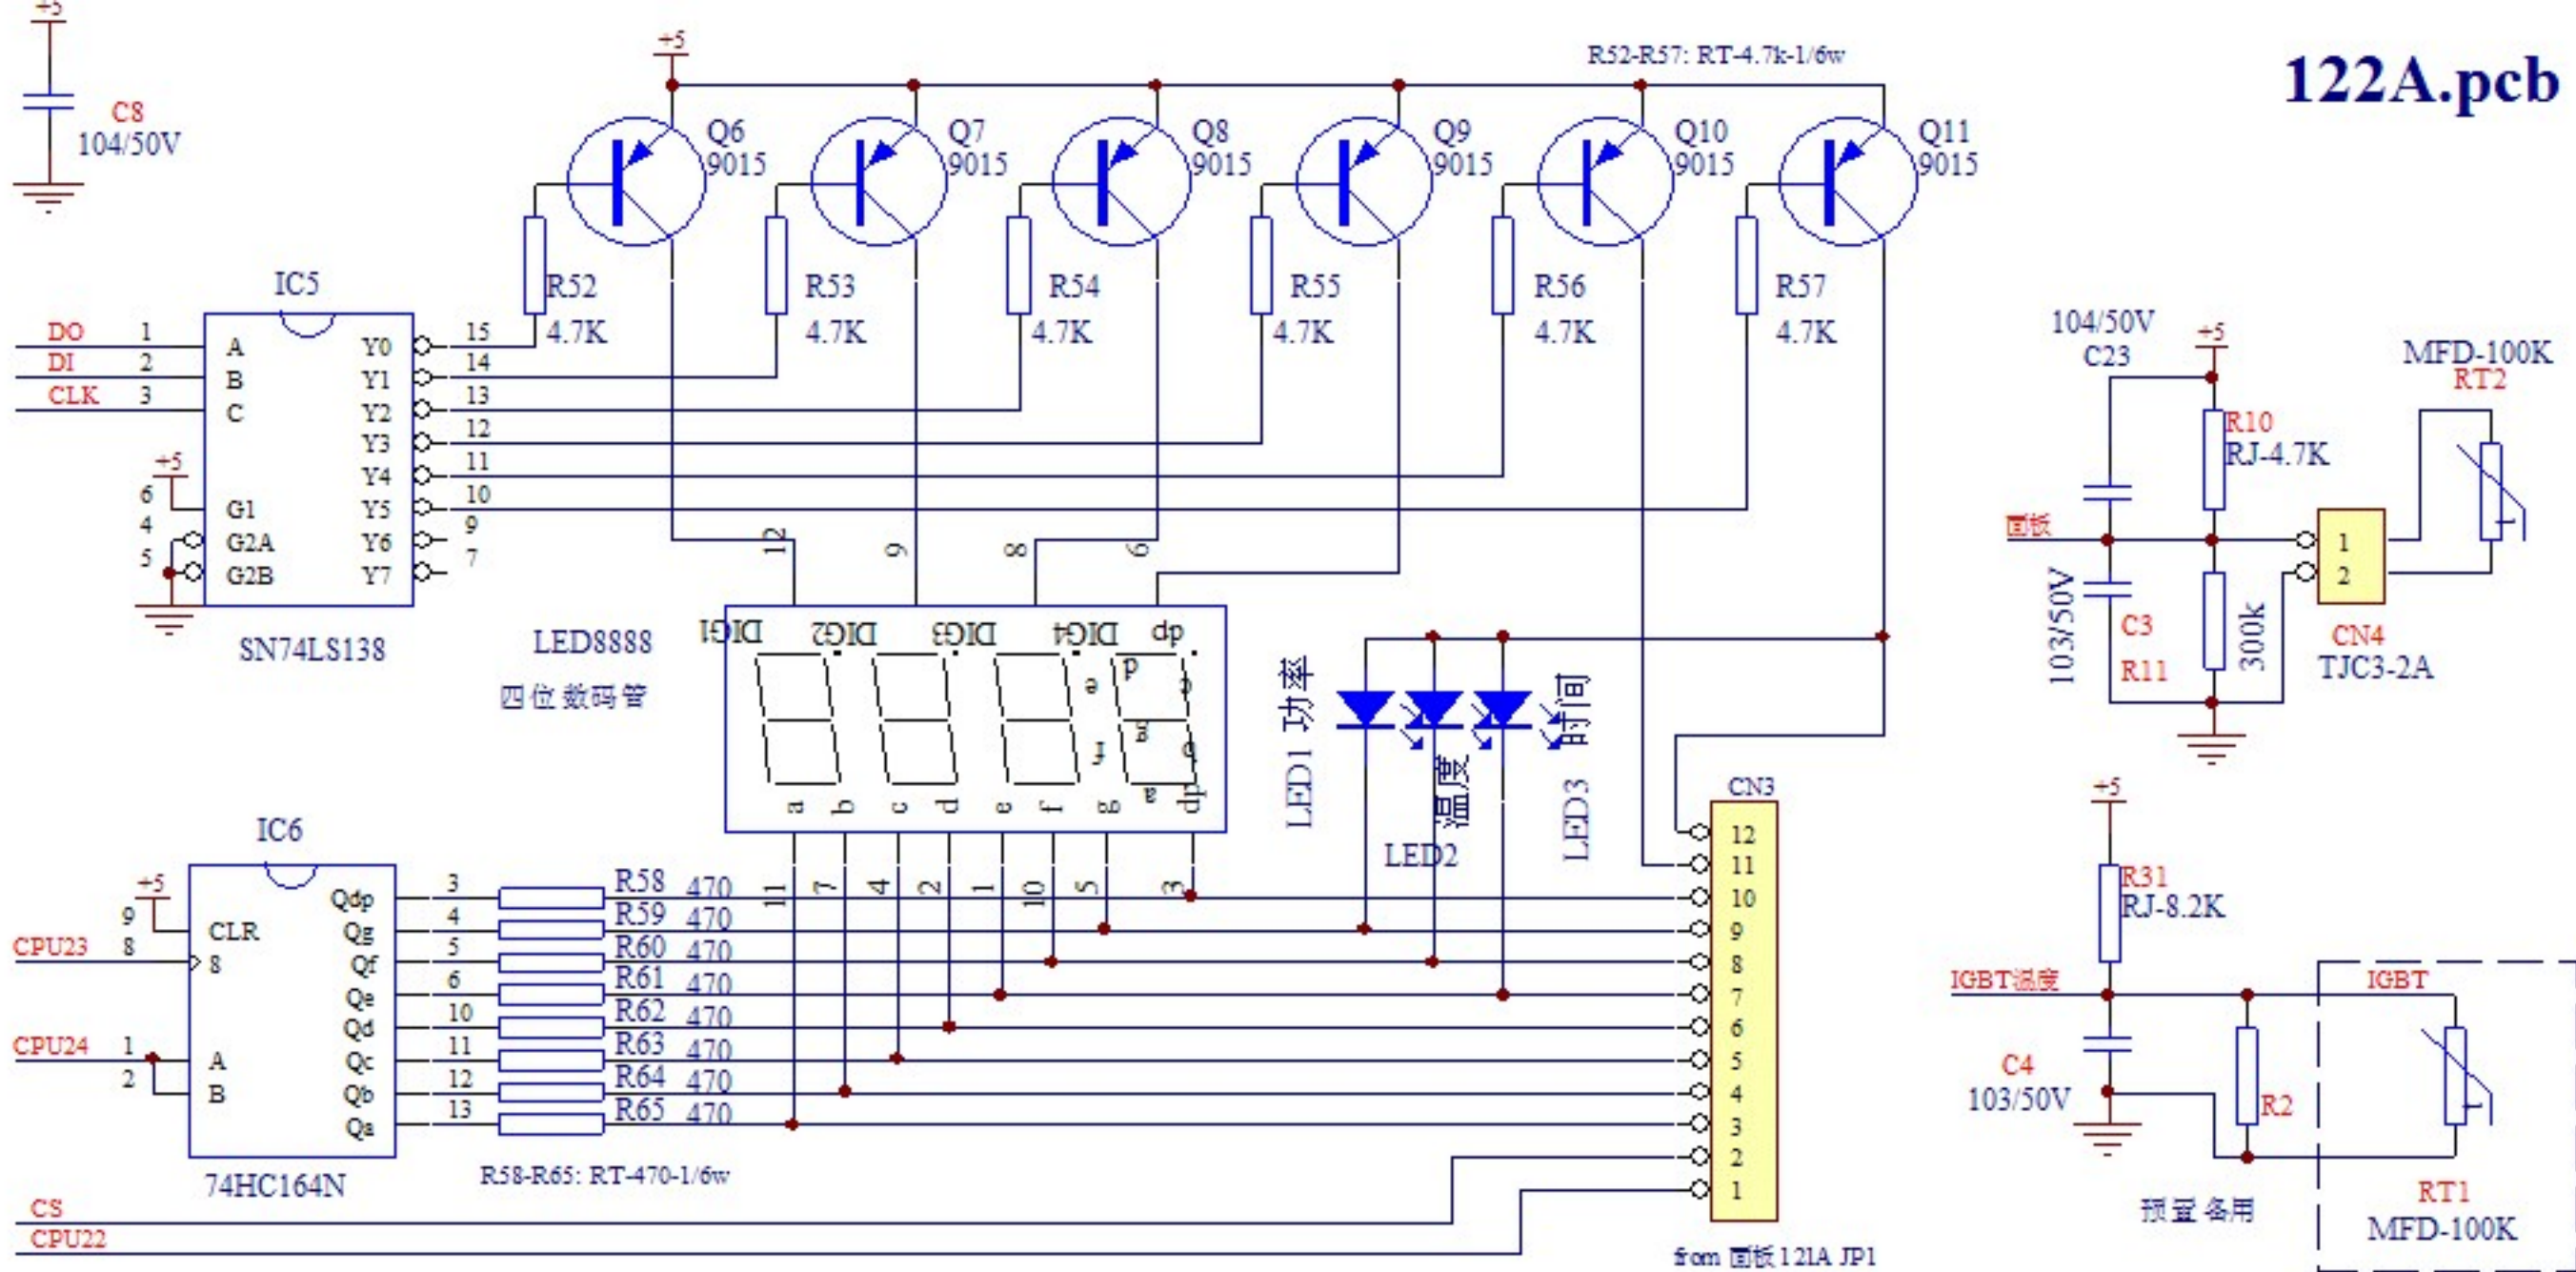 +5
C8
104/50V
+5
R52-R57: RT-4.7k-1/6w
122A.pcb
Q6
9015
Q7
9015
Q8
9015
Q9
9015
Q10
9015
Q11
9015
R52
4.7K
R53
4.7K
R54
4.7K
R55
4.7K
R56
4.7K
R57
4.7K
IC5
DO 1 A Y0 15
DI 2 B Y1 14
CLK 3 C Y2 13
Y3 12
+5
Y4 11
6 G1 Y5 10
4 G2A Y6 9
5 G2B Y7 7
SN74LS138
12 9 8 6
LED8888
四位数码管
DIG1 DIG2 DIG3 DIG4 dp
d
e c
g
f b
a dp
a b c d e f g dp
11 7 4 2 1 10 5 3
LED1 功率
LED2 温度
LED3 时间
IC6
+5
9 CLR
CPU23 8 8
CPU24 1 A
2 B
Qdp 3 R58 470
Qg 4 R59 470
Qf 5 R60 470
Qe 6 R61 470
Qd 10 R62 470
Qc 11 R63 470
Qb 12 R64 470
Qa 13 R65 470
74HC164N
R58-R65: RT-470-1/6w
CS
CPU22
CN3
12
11
10
9
8
7
6
5
4
3
2
1
from 面板121A JP1
104/50V
C23
+5
R10
RJ-4.7K
MFD-100K
RT2
t
面板
1
2
103/50V
C3
R11
300k
CN4
TJC3-2A
+5
R31
RJ-8.2K
IGBT温度
IGBT
C4
103/50V
R2
t
预置备用
RT1
MFD-100K